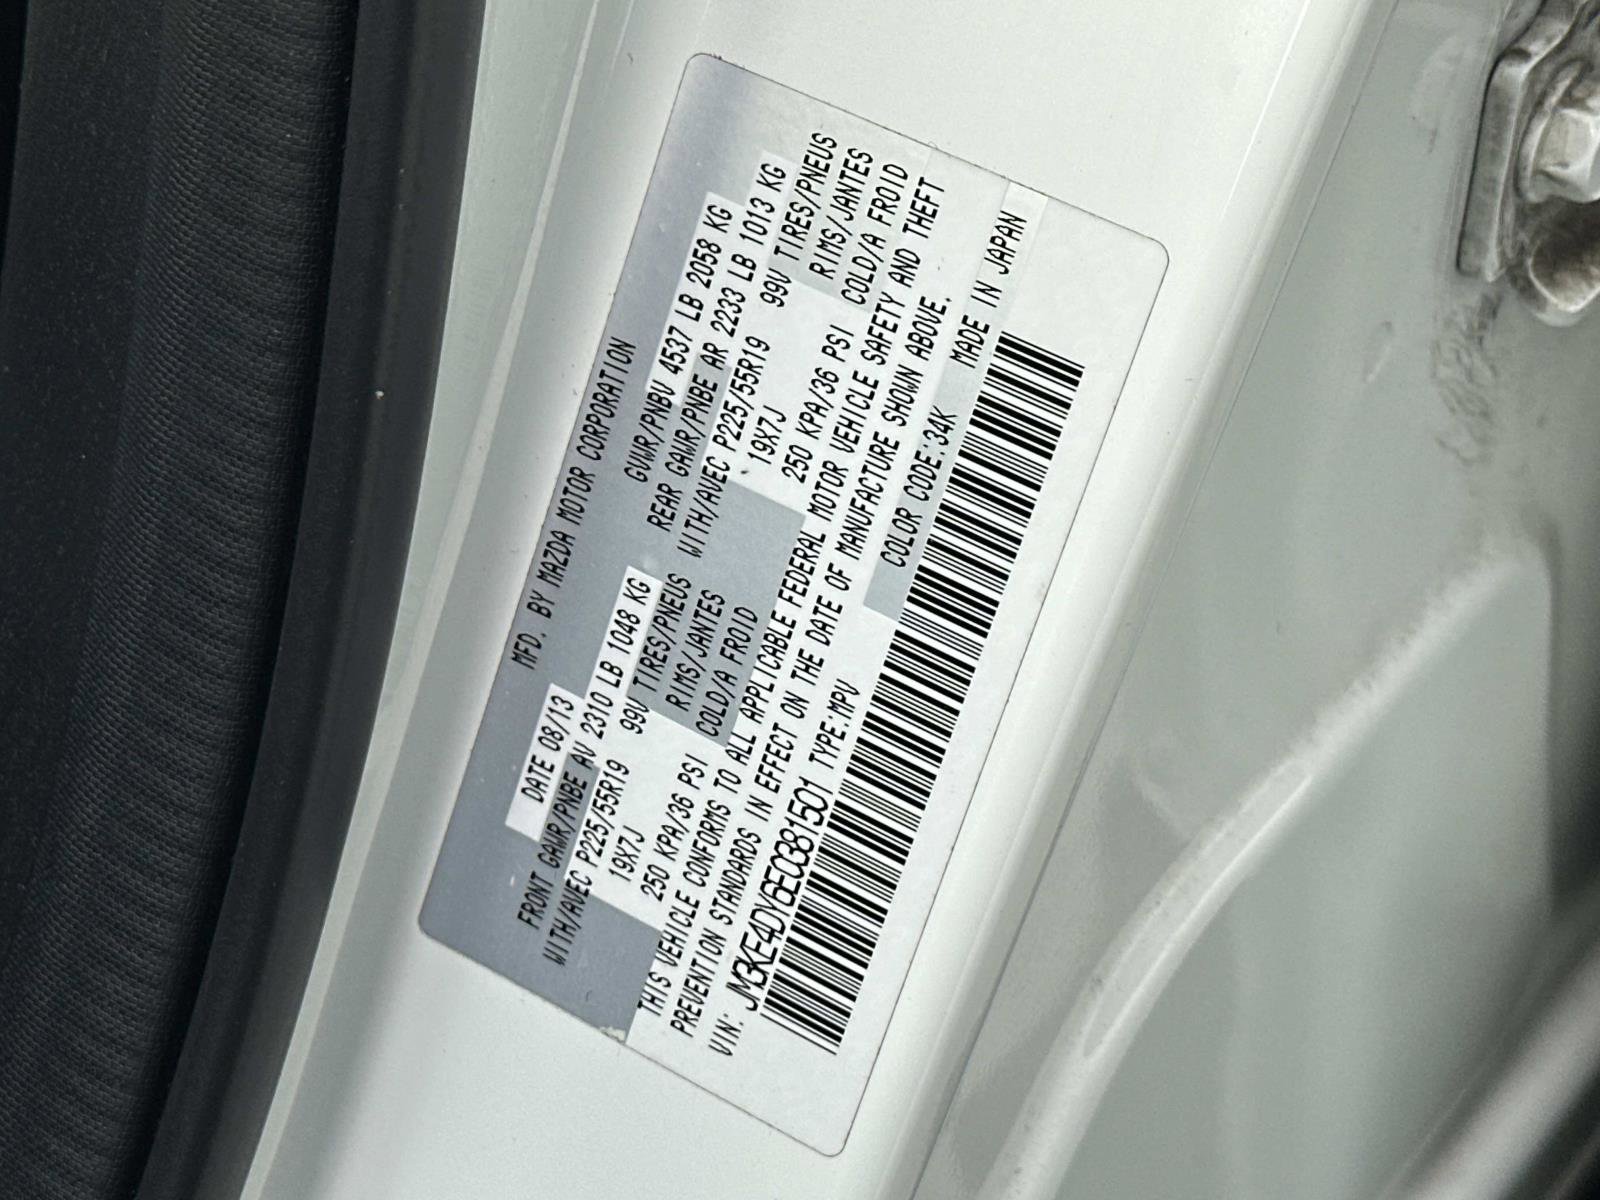 MFD. BY MAZDA MOTOR CORPORATION
DATE 08/13 GVWR/PNBV 4537 LB 2058 KG
FRONT GAWR/PNBE AV 2310 LB 1048 KG REAR GAWR/PNBE AR 2233 LB 1013 KG
WITH/AVEC P225/55R19 99V TIRES/PNEUS WITH/AVEC P225/55R19 99V TIRES/PNEUS
19X7J RIMS/JANTES 19X7J RIMS/JANTES
250 KPA/36 PSI COLD/A FROID 250 KPA/36 PSI COLD/A FROID
THIS VEHICLE CONFORMS TO ALL APPLICABLE FEDERAL MOTOR VEHICLE SAFETY AND THEFT
PREVENTION STANDARDS IN EFFECT ON THE DATE OF MANUFACTURE SHOWN ABOVE.
VIN: JM3KE4DY6E0381501 TYPE:MPV COLOR CODE:34K MADE IN JAPAN